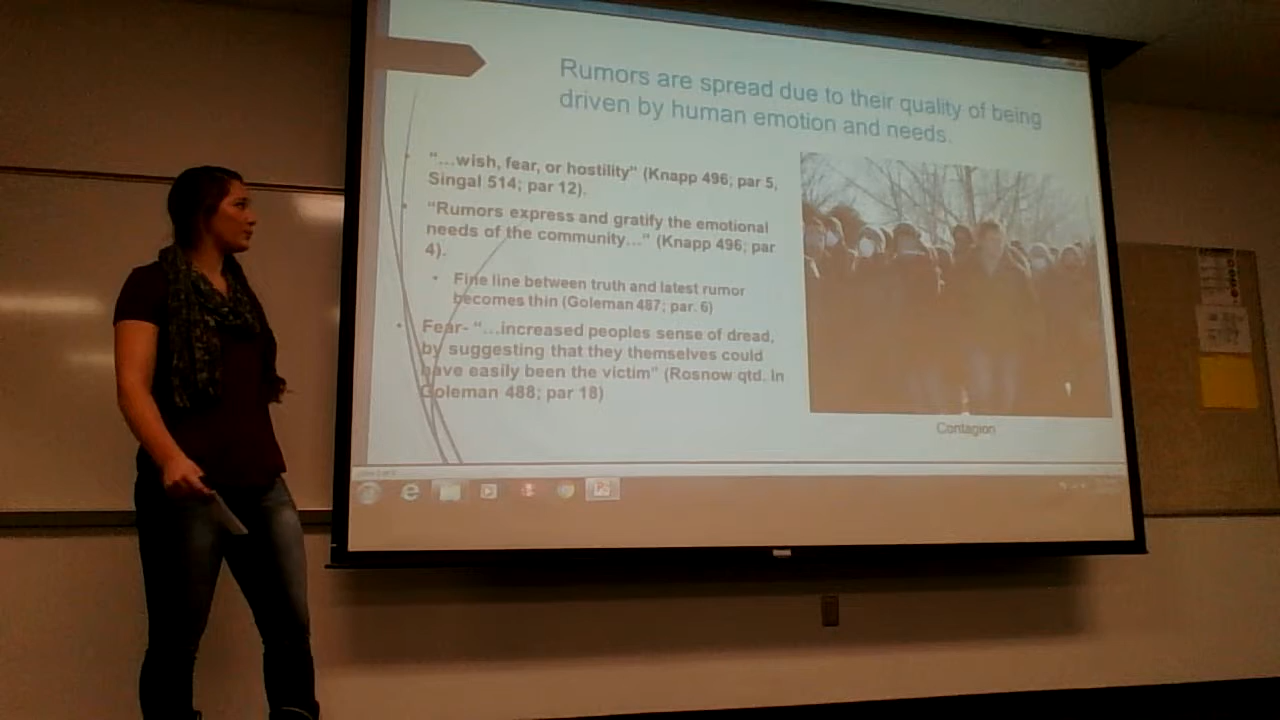 Rumors are spread due to their quality of being
driven by human emotion and needs.
"...wish, fear, or hostility" (Knapp 496; par 5,
Singal 514; par 12).
"Rumors express and gratify the emotional
needs of the community..." (Knapp 496; par
4).
Fine line between truth and latest rumor
becomes thin (Goleman 487; par. 6)
Fear- "...increased peoples sense of dread,
by suggesting that they themselves could
have easily been the victim" (Rosnow qtd. In
Goleman 488; par 18)
Contagion